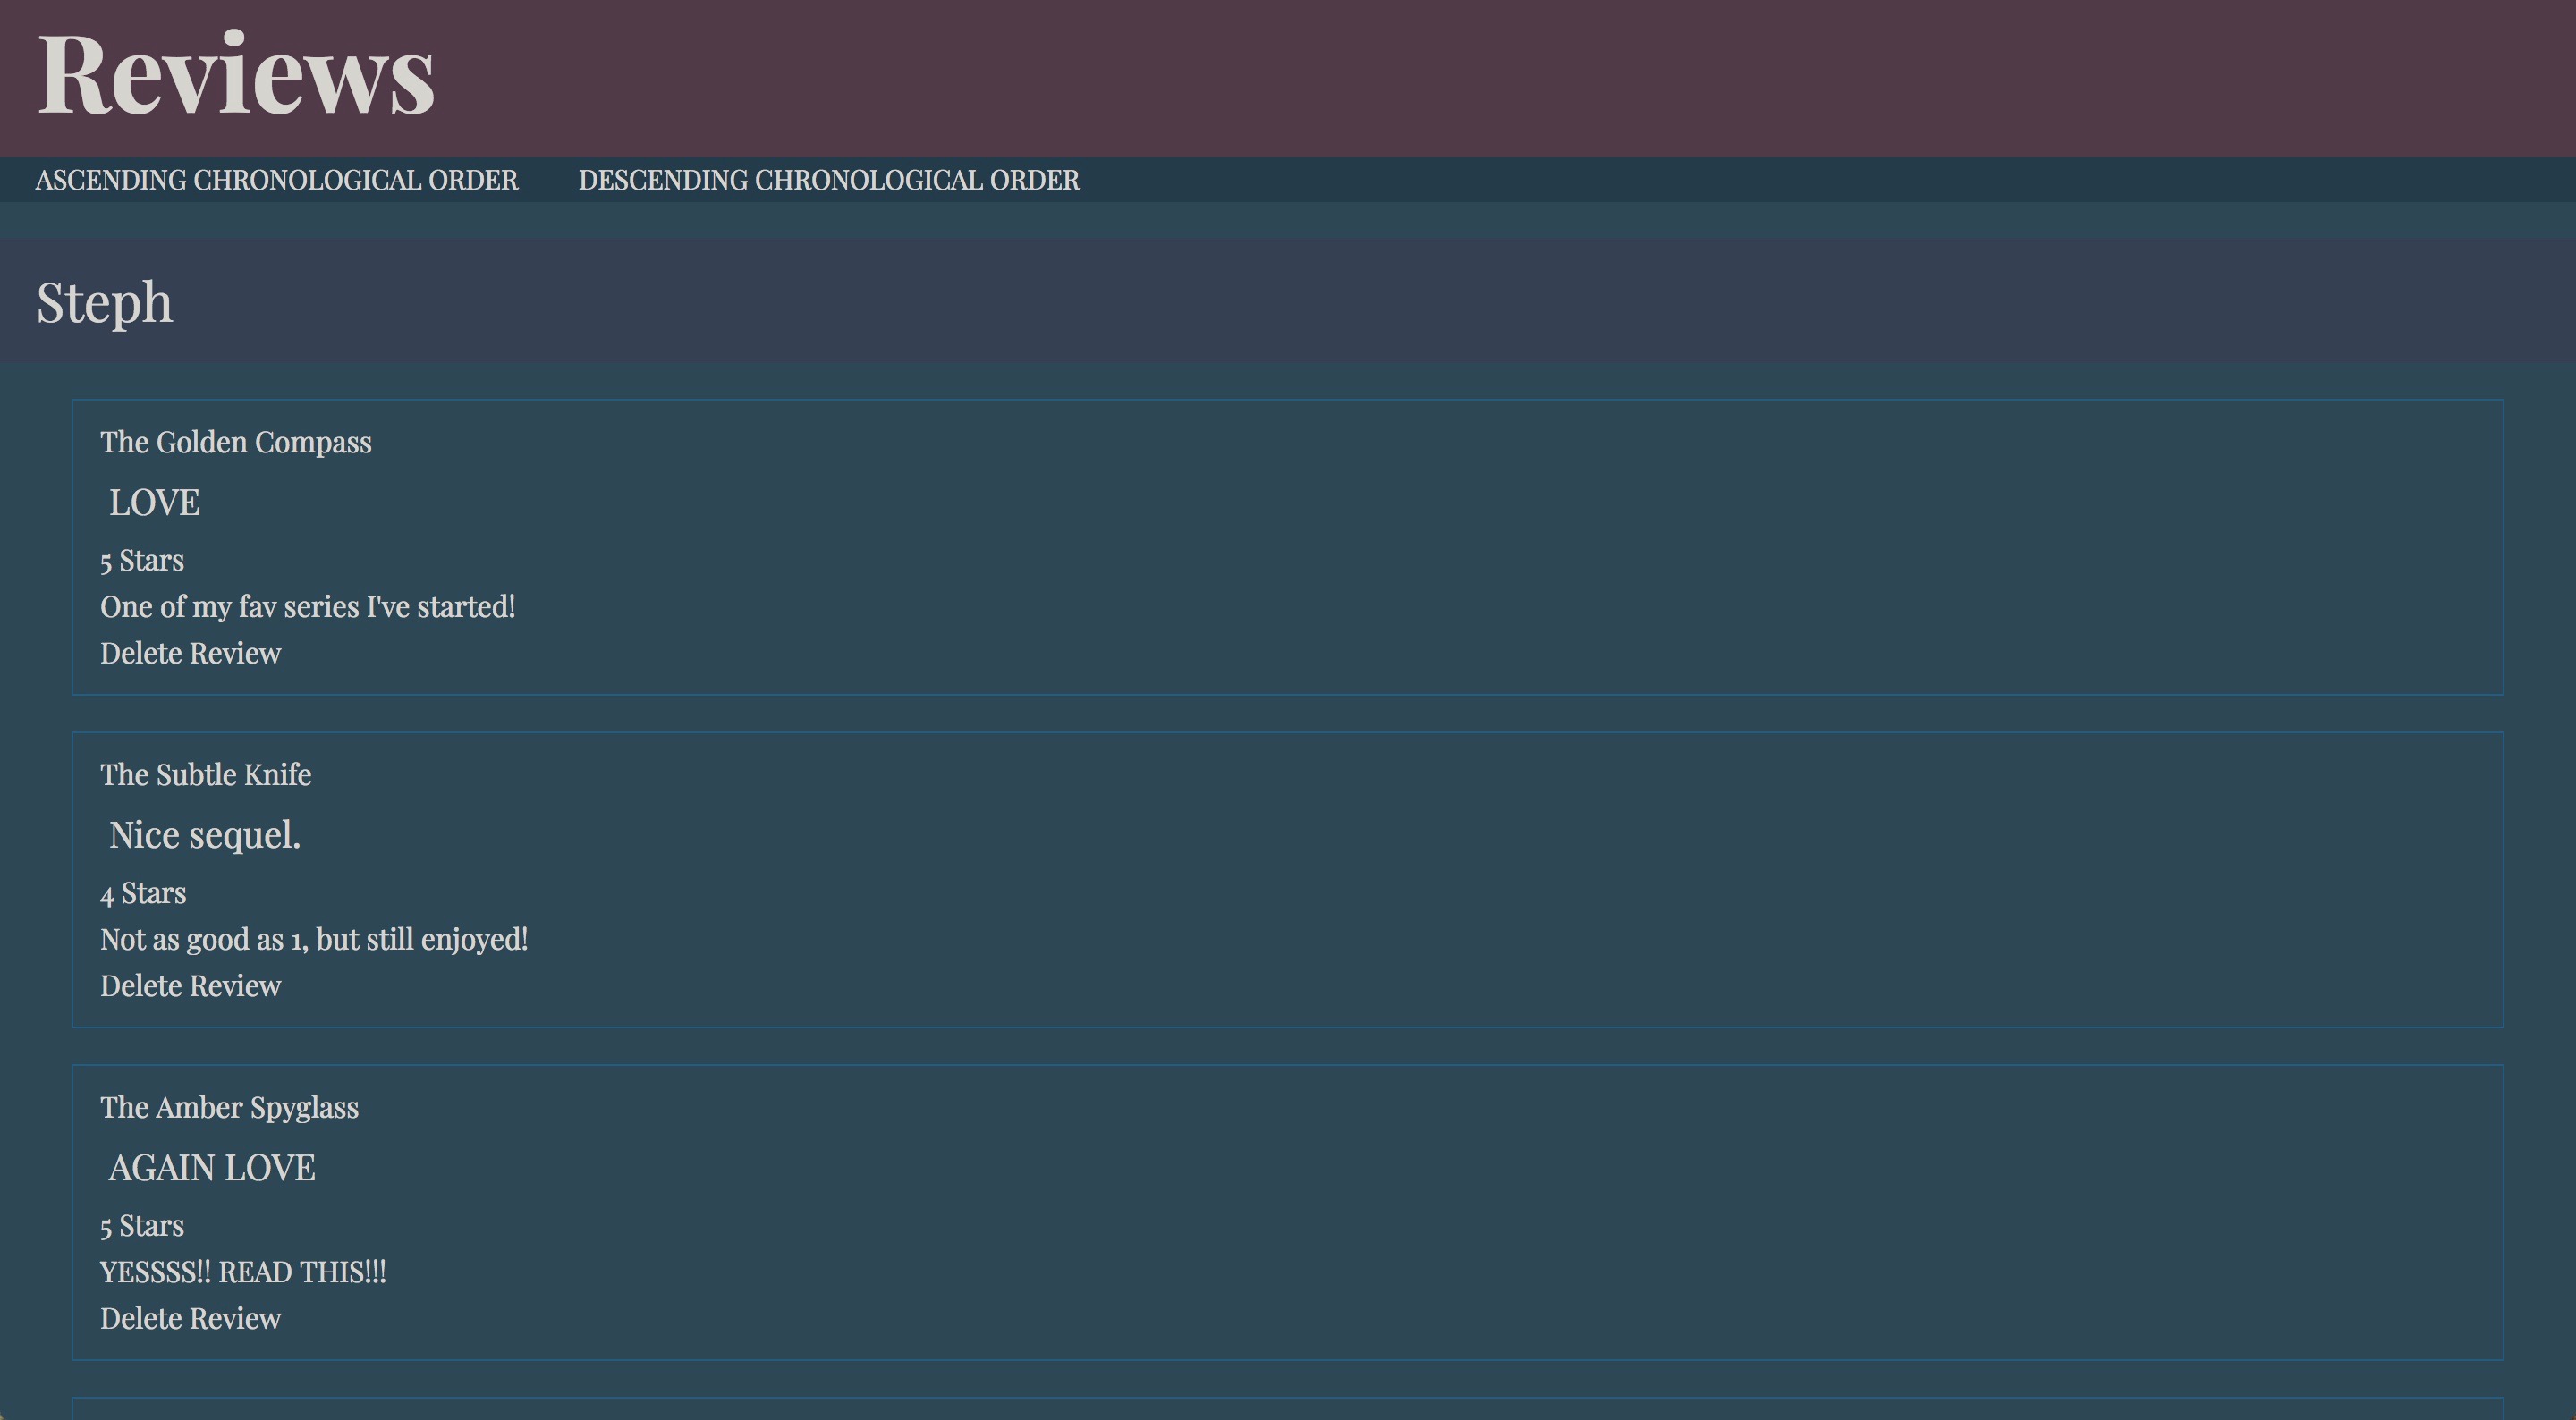 Reviews
ASCENDING CHRONOLOGICAL ORDER DESCENDING CHRONOLOGICAL ORDER
Steph
The Golden Compass
LOVE
5 Stars
One of my fav series I've started!
Delete Review
The Subtle Knife
Nice sequel.
4 Stars
Not as good as 1, but still enjoyed!
Delete Review
The Amber Spyglass
AGAIN LOVE
5 Stars
YESSSS!! READ THIS!!!
Delete Review